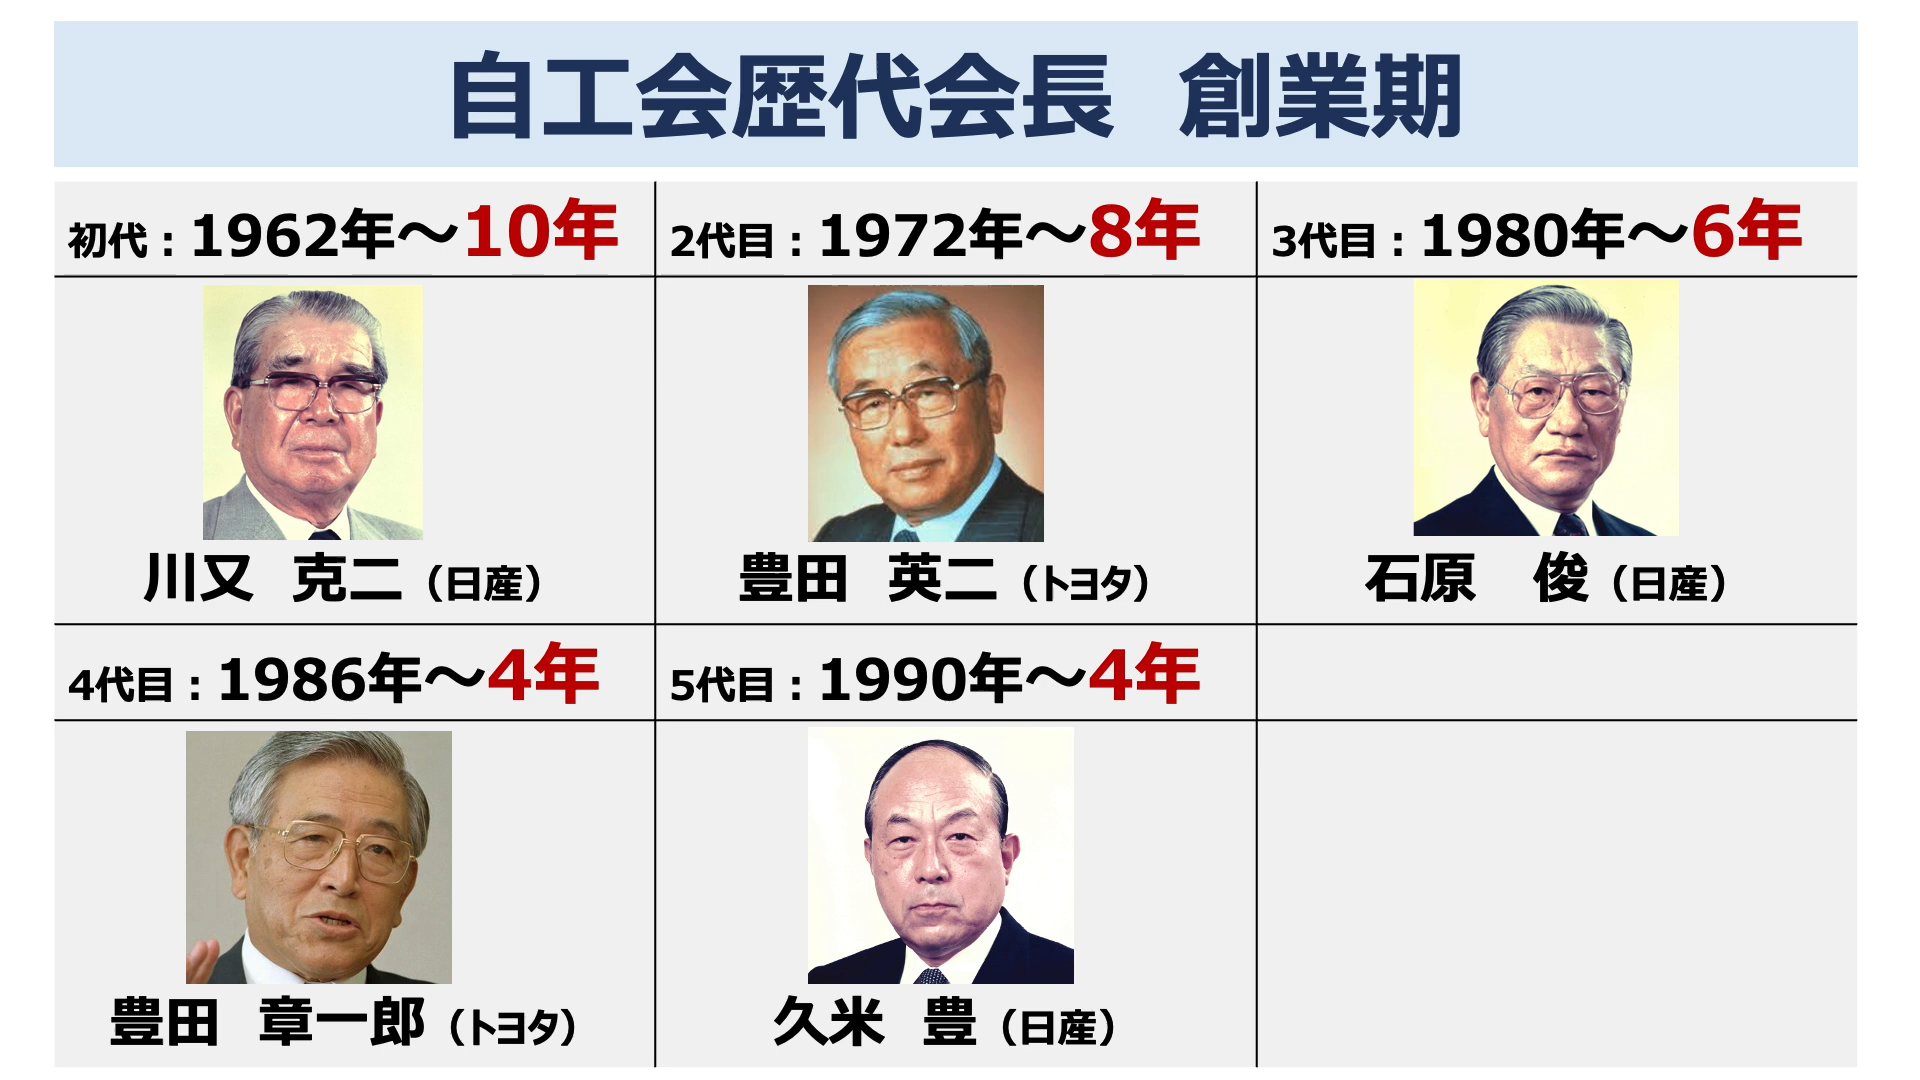 自工会歴代会長　創業期
初代：1962年～10年
2代目：1972年～8年
3代目：1980年～6年
川又　克二（日産）
豊田　英二（トヨタ）
石原　俊（日産）
4代目：1986年～4年
5代目：1990年～4年
豊田　章一郎（トヨタ）
久米　豊（日産）